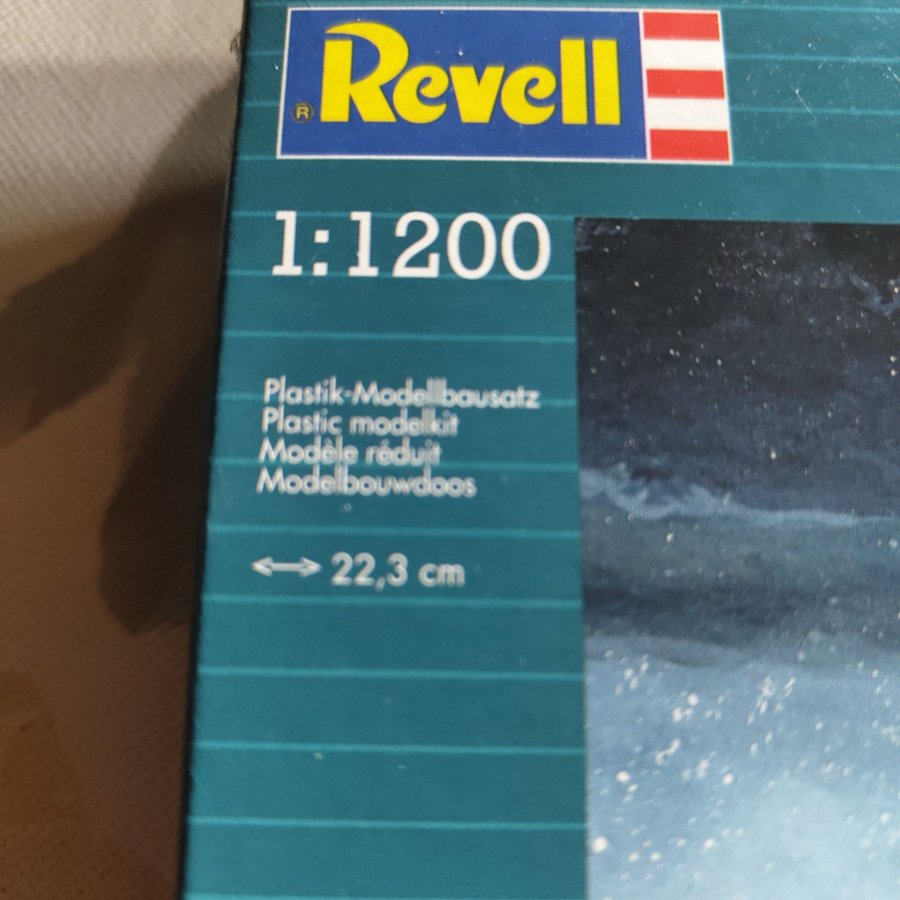 Revell
®
1:1200
Plastik-Modellbausatz
Plastic modelkit
Modèle réduit
Modelbouwdoos
22,3 cm